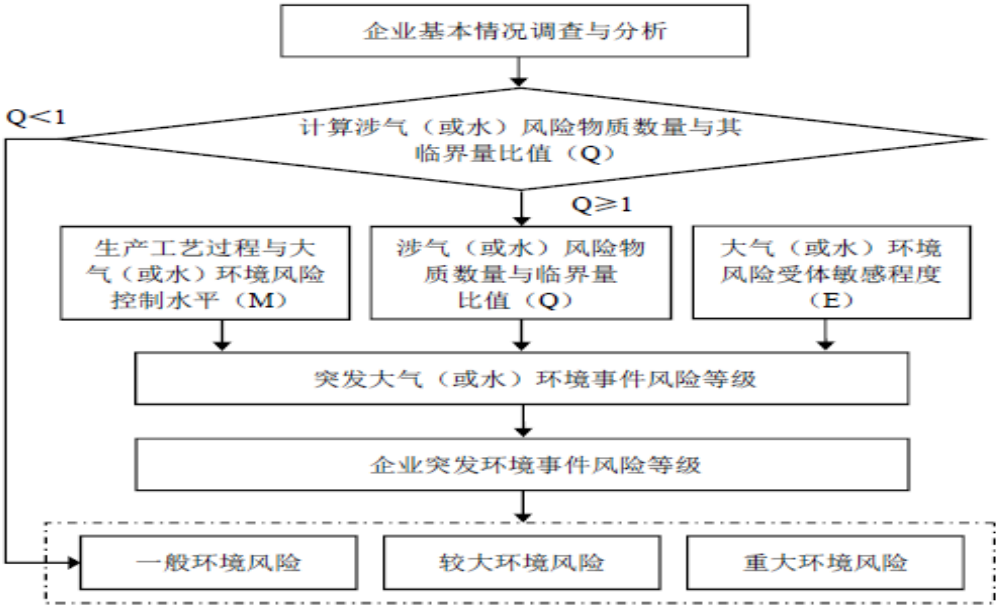 企业基本情况调查与分析
Q＜1
计算涉气（或水）风险物质数量与其
临界量比值（Q）
Q≥1
生产工艺过程与大
气（或水）环境风险
控制水平（M）
涉气（或水）风险物
质数量与临界量
比值（Q）
大气（或水）环境
风险受体敏感程度
（E）
突发大气（或水）环境事件风险等级
企业突发环境事件风险等级
一般环境风险
较大环境风险
重大环境风险